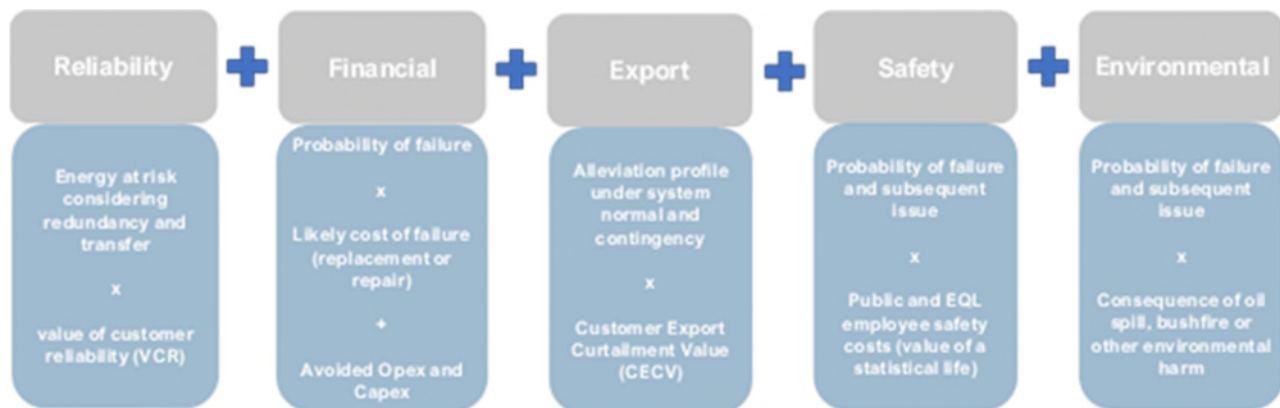 Reliability
Financial
Export
Safety
Environmental
Energy at risk
considering
redundancy and
transfer
x
value of customer
reliability (VCR)
Probability of failure
x
Likely cost of failure
(replacement or
repair)
+
Avoided Opex and
Capex
Alleviation profile
under system
normal and
contingency
x
Customer Export
Curtailment Value
(CECV)
Probability of failure
and subsequent
issue
x
Public and EQL
employee safety
costs (value of a
statistical life)
Probability of failure
and subsequent
issue
x
Consequence of oil
spill, bushfire or
other environmental
harm